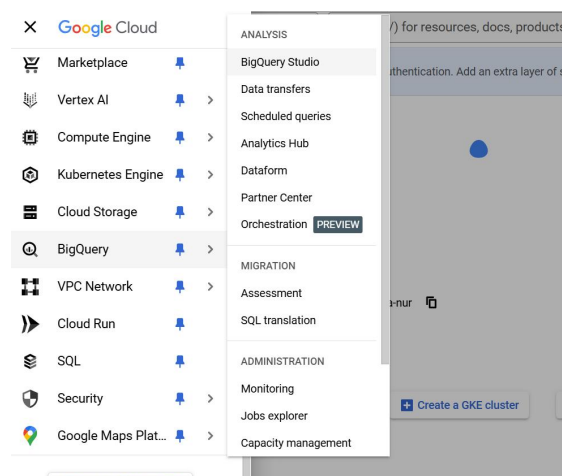 Google Cloud
Marketplace
Vertex AI
Compute Engine
Kubernetes Engine
Cloud Storage
BigQuery
VPC Network
Cloud Run
SQL
Security
Google Maps Plat...
ANALYSIS
BigQuery Studio
Data transfers
Scheduled queries
Analytics Hub
Dataform
Partner Center
Orchestration PREVIEW
MIGRATION
Assessment
SQL translation
ADMINISTRATION
Monitoring
Jobs explorer
Capacity management
/) for resources, docs, products
uthentication. Add an extra layer of s
a-nur
Create a GKE cluster